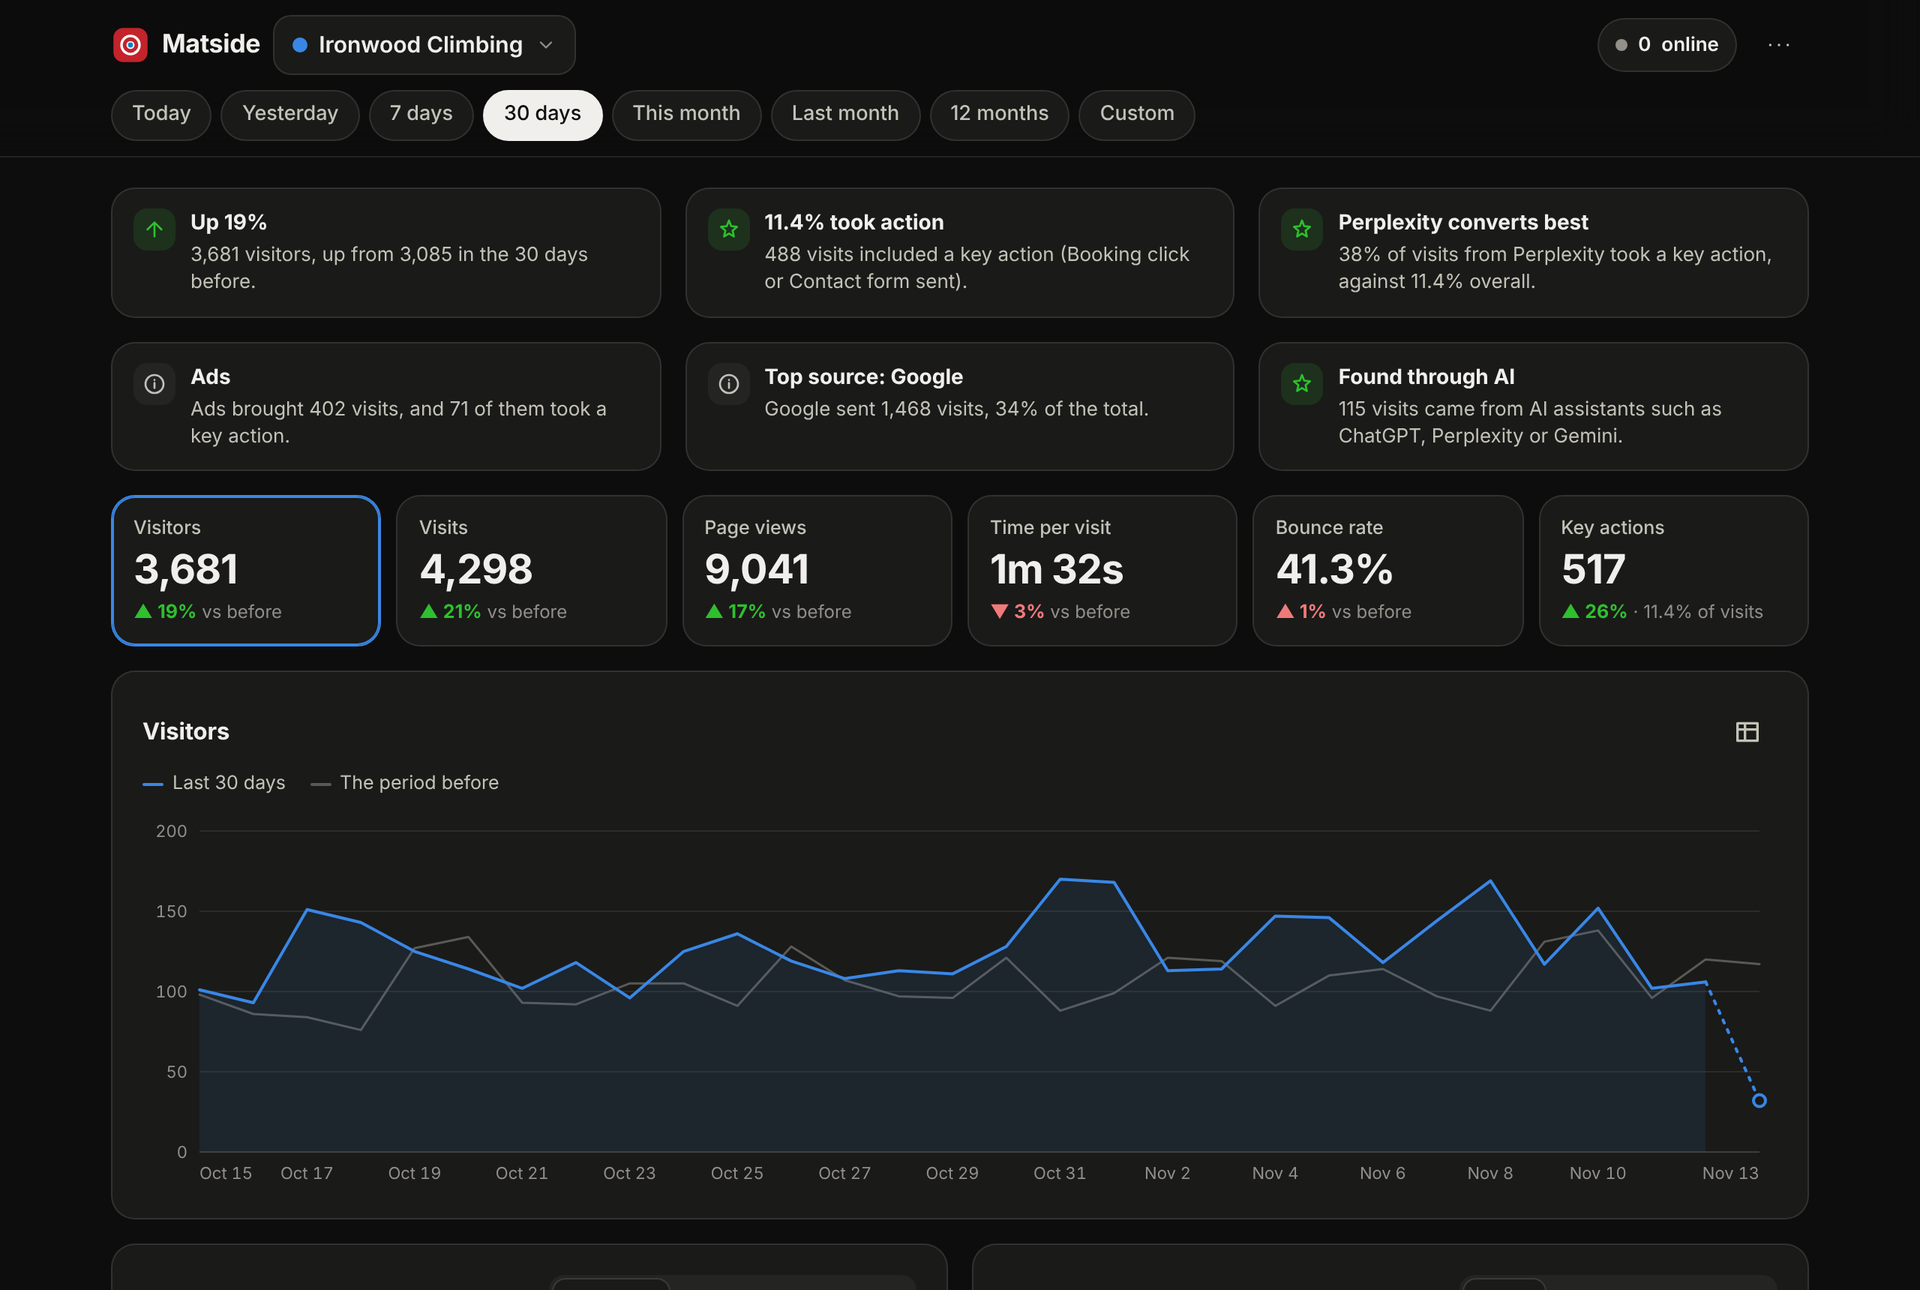 Matside
Ironwood Climbing
0 online
Today
Yesterday
7 days
30 days
This month
Last month
12 months
Custom
Up 19%
3,681 visitors, up from 3,085 in the 30 days
before.
11.4% took action
488 visits included a key action (Booking click
or Contact form sent).
Perplexity converts best
38% of visits from Perplexity took a key action,
against 11.4% overall.
Ads
Ads brought 402 visits, and 71 of them took a
key action.
Top source: Google
Google sent 1,468 visits, 34% of the total.
Found through AI
115 visits came from AI assistants such as
ChatGPT, Perplexity or Gemini.
Visitors
3,681
▲ 19% vs before
Visits
4,298
▲ 21% vs before
Page views
9,041
▲ 17% vs before
Time per visit
1m 32s
▼ 3% vs before
Bounce rate
41.3%
▲ 1% vs before
Key actions
517
▲ 26% · 11.4% of visits
Visitors
Last 30 days
The period before
200
150
100
50
0
Oct 15
Oct 17
Oct 19
Oct 21
Oct 23
Oct 25
Oct 27
Oct 29
Oct 31
Nov 2
Nov 4
Nov 6
Nov 8
Nov 10
Nov 13